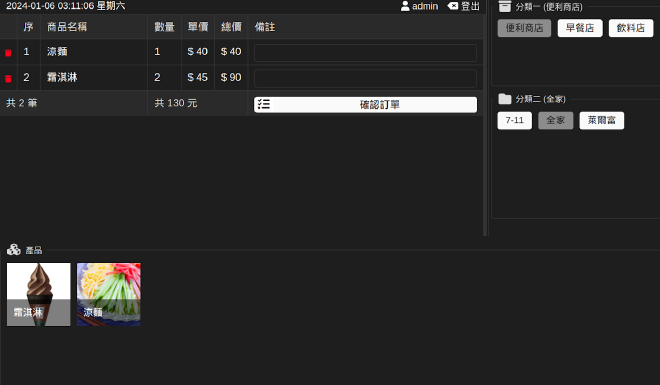 2024-01-06 03:11:06 星期六 admin 登出
序 商品名稱 數量 單價 總價 備註
1 涼麵 1 $ 40 $ 40
2 霜淇淋 2 $ 45 $ 90
共 2 筆 共 130 元 確認訂單
分類一 (便利商店)
便利商店 早餐店 飲料店
分類二 (全家)
7-11 全家 萊爾富
產品
霜淇淋 涼麵